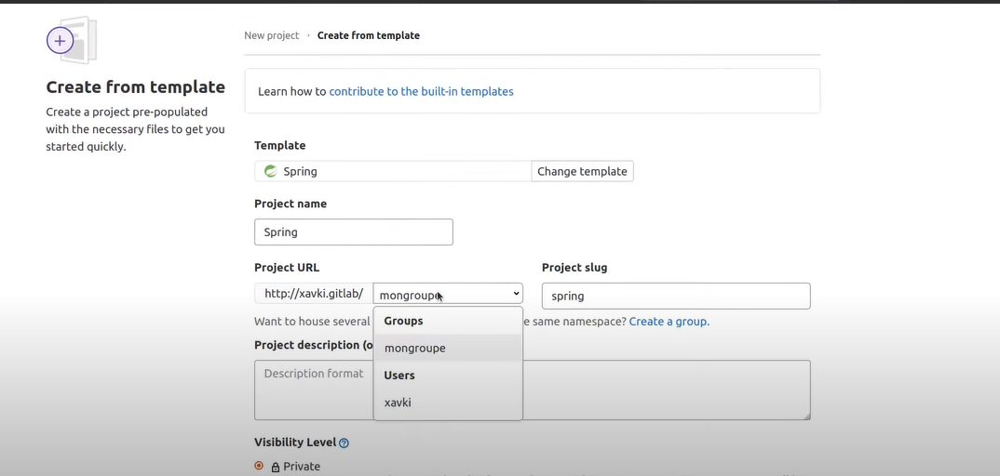 New project › Create from template
Create from template
Create a project pre-populated
with the necessary files to get you
started quickly.
Learn how to contribute to the built-in templates
Template
Spring
Change template
Project name
Spring
Project URL
Project slug
http://xavki.gitlab/
mongroupe
spring
Want to house several
e same namespace? Create a group.
Groups
mongroupe
Users
xavki
Project description (o
Description format
Visibility Level
Private